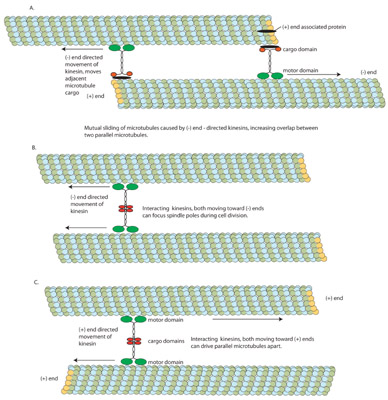 A.
(+) end associated protein
(-) end directed
movement of
kinesin, moves
adjacent
microtubule
cargo
cargo domain
motor domain
(-) end
(+) end
Mutual sliding of microtubules caused by (-) end - directed kinesins, increasing overlap between
two parallel microtubules.
B.
(-) end directed
movement of
kinesin
Interacting kinesins, both moving toward (-) ends
can focus spindle poles during cell division.
C.
(+) end
motor domain
(+) end directed
movement of
kinesin
cargo domains
Interacting kinesins, both moving toward (+) ends
can drive parallel microtubules apart.
motor domain
(+) end